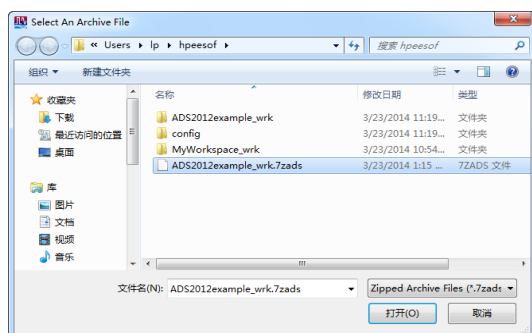 Select An Archive File
« Users ▸ lp ▸ hpeesof ▸
搜索 hpeesof
组织 ▼ 新建文件夹
名称 修改日期 类型
收藏夹
下载
最近访问的位置
桌面
库
图片
文档
视频
音乐
ADS2012example_wrk 3/23/2014 11:19... 文件夹
config 3/23/2014 11:19... 文件夹
MyWorkspace_wrk 3/23/2014 10:54... 文件夹
ADS2012example_wrk.7zads 3/23/2014 1:15 ... 7ZADS 文件
文件名(N): ADS2012example_wrk.7zads Zipped Archive Files (*.7zads
打开(O) 取消